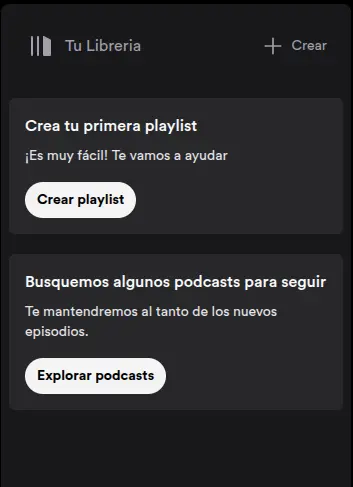 Tu Libreria
Crear
Crea tu primera playlist
¡Es muy fácil! Te vamos a ayudar
Crear playlist
Busquemos algunos podcasts para seguir
Te mantendremos al tanto de los nuevos
episodios.
Explorar podcasts